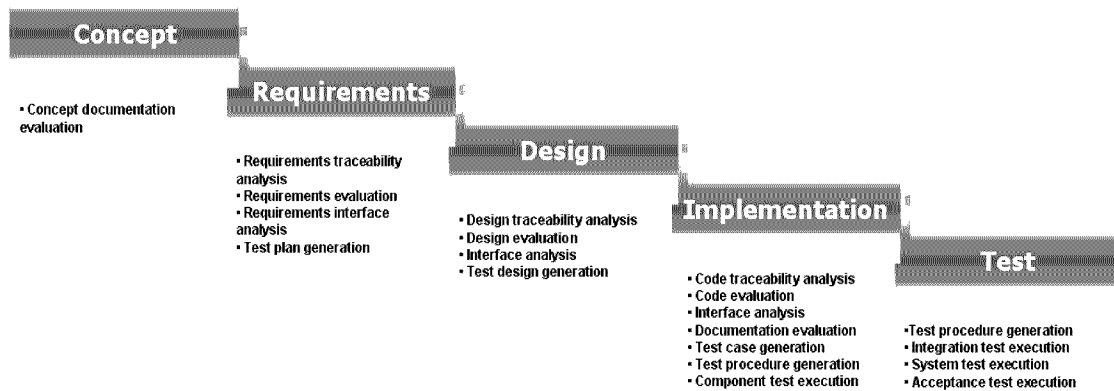 Concept
▪ Concept documentation
evaluation
Requirements
▪ Requirements traceability
analysis
▪ Requirements evaluation
▪ Requirements interface
analysis
▪ Test plan generation
Design
▪ Design traceability analysis
▪ Design evaluation
▪ Interface analysis
▪ Test design generation
Implementation
▪ Code traceability analysis
▪ Code evaluation
▪ Interface analysis
▪ Documentation evaluation
▪ Test case generation
▪ Test procedure generation
▪ Component test execution
Test
▪Test procedure generation
▪ Integration test execution
▪ System test execution
▪ Acceptance test execution